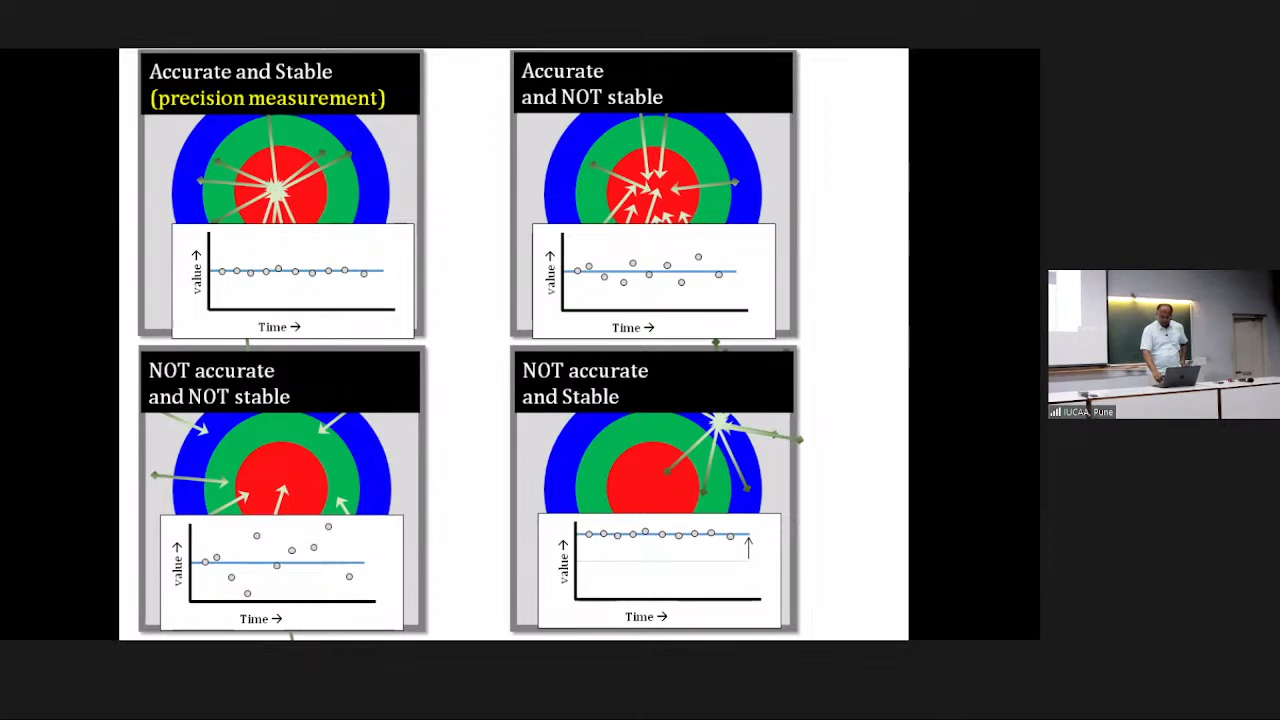 Accurate and Stable
(precision measurement)
value →
Time →
Accurate
and NOT stable
value →
Time →
NOT accurate
and NOT stable
value →
Time →
NOT accurate
and Stable
value →
Time →
IUCAA, Pune